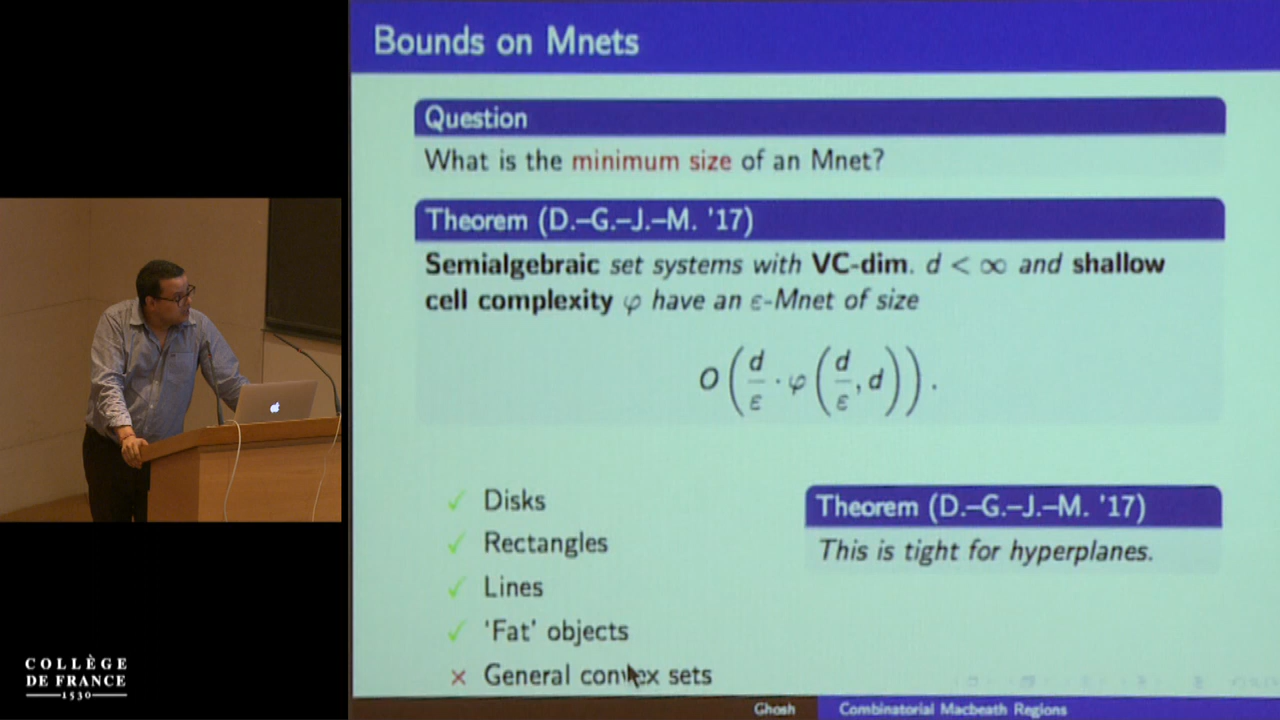 Bounds on Mnets
Question
What is the minimum size of an Mnet?
Theorem (D.–G.–J.–M. '17)
Semialgebraic set systems with VC-dim. d < ∞ and shallow
cell complexity φ have an ε-Mnet of size
O(d/ε · φ(d/ε, d)).
✓ Disks
✓ Rectangles
✓ Lines
✓ 'Fat' objects
× General convex sets
Theorem (D.–G.–J.–M. '17)
This is tight for hyperplanes.
Ghosh
Combinatorial Macbeath Regions
COLLÈGE
DE FRANCE
1530